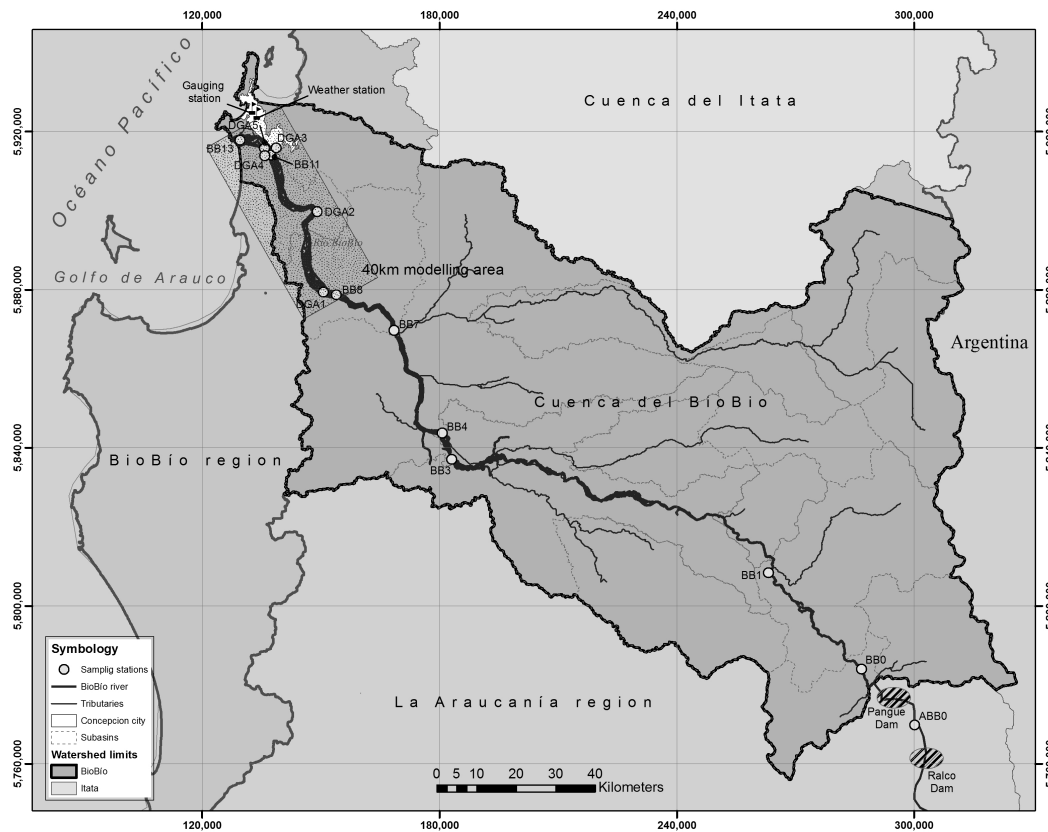 120,000
180,000
240,000
300,000
Océano Pacífico
Gauging
station
Weather station
Cuenca del Itata
5,920,000
DGA5
DGA3
BB13
DGA4
BB11
DGA2
Río BioBío
40km modelling area
Golfo de Arauco
5,880,000
DGA1
BB8
BB7
Argentina
Cuenca del BíoBio
BB4
5,840,000
BioBío region
BB3
BB1
5,800,000
BB0
La Araucanía region
Pangue
Dam
ABB0
5,760,000
Ralco
Dam
Symbology
Samplig stations
BioBío river
Tributaries
Concepcion city
Subasins
Watershed limits
BioBío
Itata
0 5 10 20 30 40
Kilometers
120,000
180,000
240,000
300,000